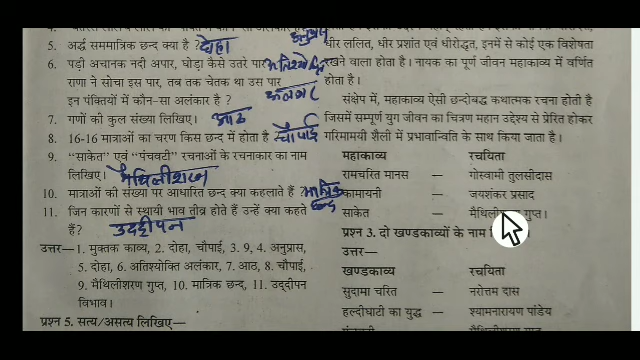 5. अर्द्ध सममात्रिक छन्द क्या है ? दोहा
6. पड़ी अचानक नदी अपार, घोड़ा कैसे उतरे पार
राणा ने सोचा इस पार, तब तक चेतक था उस पार
इन पंक्तियों में कौन-सा अलंकार है ?
7. गणों की कुल संख्या लिखिए। आठ
8. 16-16 मात्राओं का चरण किस छन्द में होता है चौपाई
9. "साकेत" एवं "पंचवटी" रचनाओं के रचनाकार का नाम
लिखिए। मैथिलीशरण
10. मात्राओं की संख्या पर आधारित छन्द क्या कहलाते हैं ? मात्रिक
छन्द
11. जिन कारणों से स्थायी भाव तीव्र होते हैं उन्हें क्या कहते
हैं? उददीपन
उत्तर—1. मुक्तक काव्य, 2. दोहा, चौपाई, 3. 9, 4. अनुप्रास,
5. दोहा, 6. अतिश्योक्ति अलंकार, 7. आठ, 8. चौपाई,
9. मैथिलीशरण गुप्त, 10. मात्रिक छन्द, 11. उद्दीपन
विभाव।
प्रश्न 5. सत्य/असत्य लिखिए—
धीर ललित, धीर प्रशांत एवं धीरोद्धत, इनमें से कोई एक विशेषता
रखने वाला होता है। नायक का पूर्ण जीवन महाकाव्य में वर्णित
होता है।
संक्षेप में, महाकाव्य ऐसी छन्दोबद्ध कथात्मक रचना होती है
जिसमें सम्पूर्ण युग जीवन का चित्रण महान उद्देश्य से प्रेरित होकर
गरिमामयी शैली में प्रभावान्विति के साथ किया जाता है।
महाकाव्य रचयिता
रामचरित मानस — गोस्वामी तुलसीदास
कामायनी — जयशंकर प्रसाद
साकेत — गुप्त।
प्रश्न 3. दो खण्डकाव्यों के नाम
उत्तर—
खण्डकाव्य रचयिता
सुदामा चरित — नरोत्तम दास
हल्दीघाटी का युद्ध — श्यामनारायण पांडेय